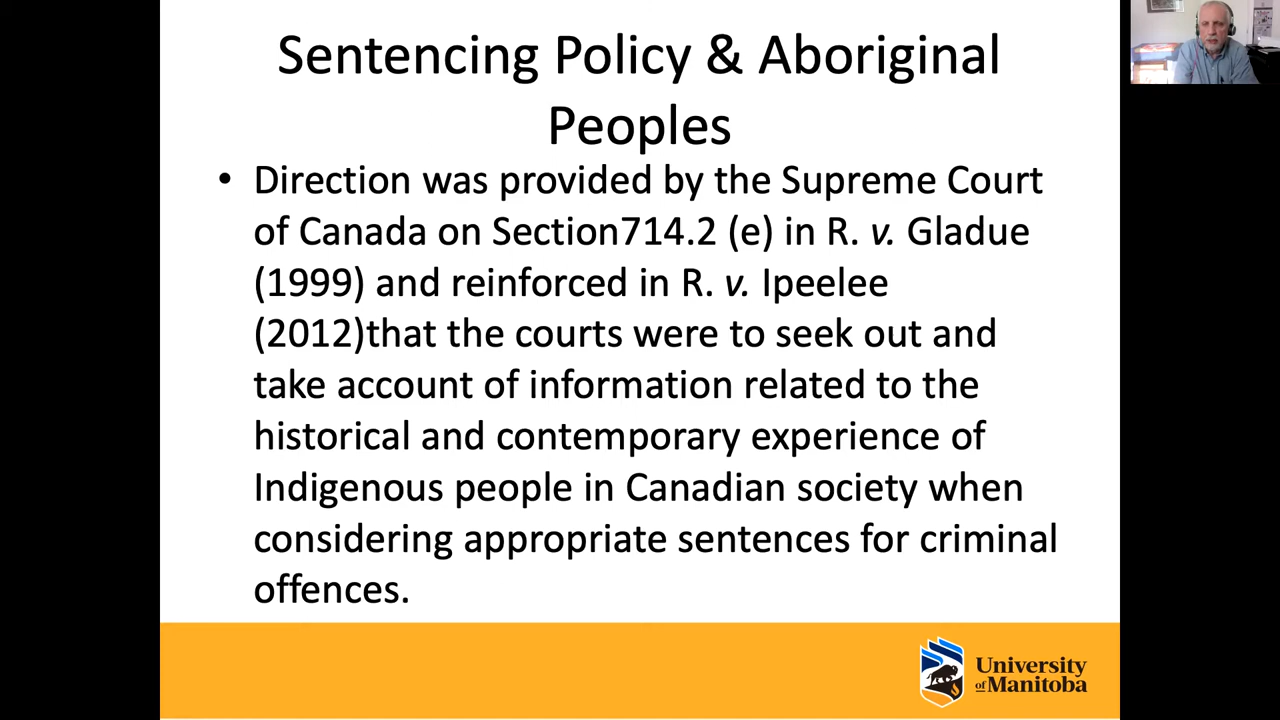 Sentencing Policy & Aboriginal
Peoples
• Direction was provided by the Supreme Court
of Canada on Section714.2 (e) in R. v. Gladue
(1999) and reinforced in R. v. Ipeelee
(2012)that the courts were to seek out and
take account of information related to the
historical and contemporary experience of
Indigenous people in Canadian society when
considering appropriate sentences for criminal
offences.
University
of Manitoba